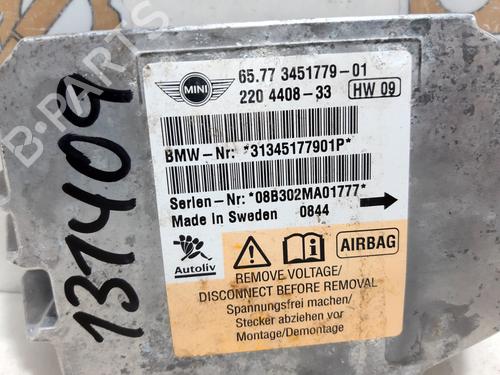 131409
MINI
65.77 3451779-01
220 4408-33 HW 09
BMW-Nr: *31345177901P*
Serien-Nr: *08B302MA01777*
Made in Sweden 0844
Autoliv
AIRBAG
REMOVE VOLTAGE/
DISCONNECT BEFORE REMOVAL
Spannungsfrei machen/
Stecker abziehen vor
Montage/Demontage
B-Parts